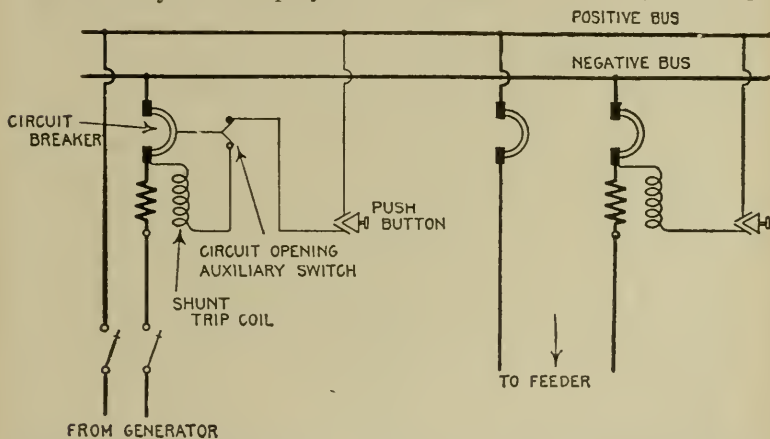 POSITIVE BUS
NEGATIVE BUS
CIRCUIT
BREAKER
PUSH
BUTTON
CIRCUIT OPENING
AUXILIARY SWITCH
SHUNT
TRIP COIL
TO FEEDER
FROM GENERATOR